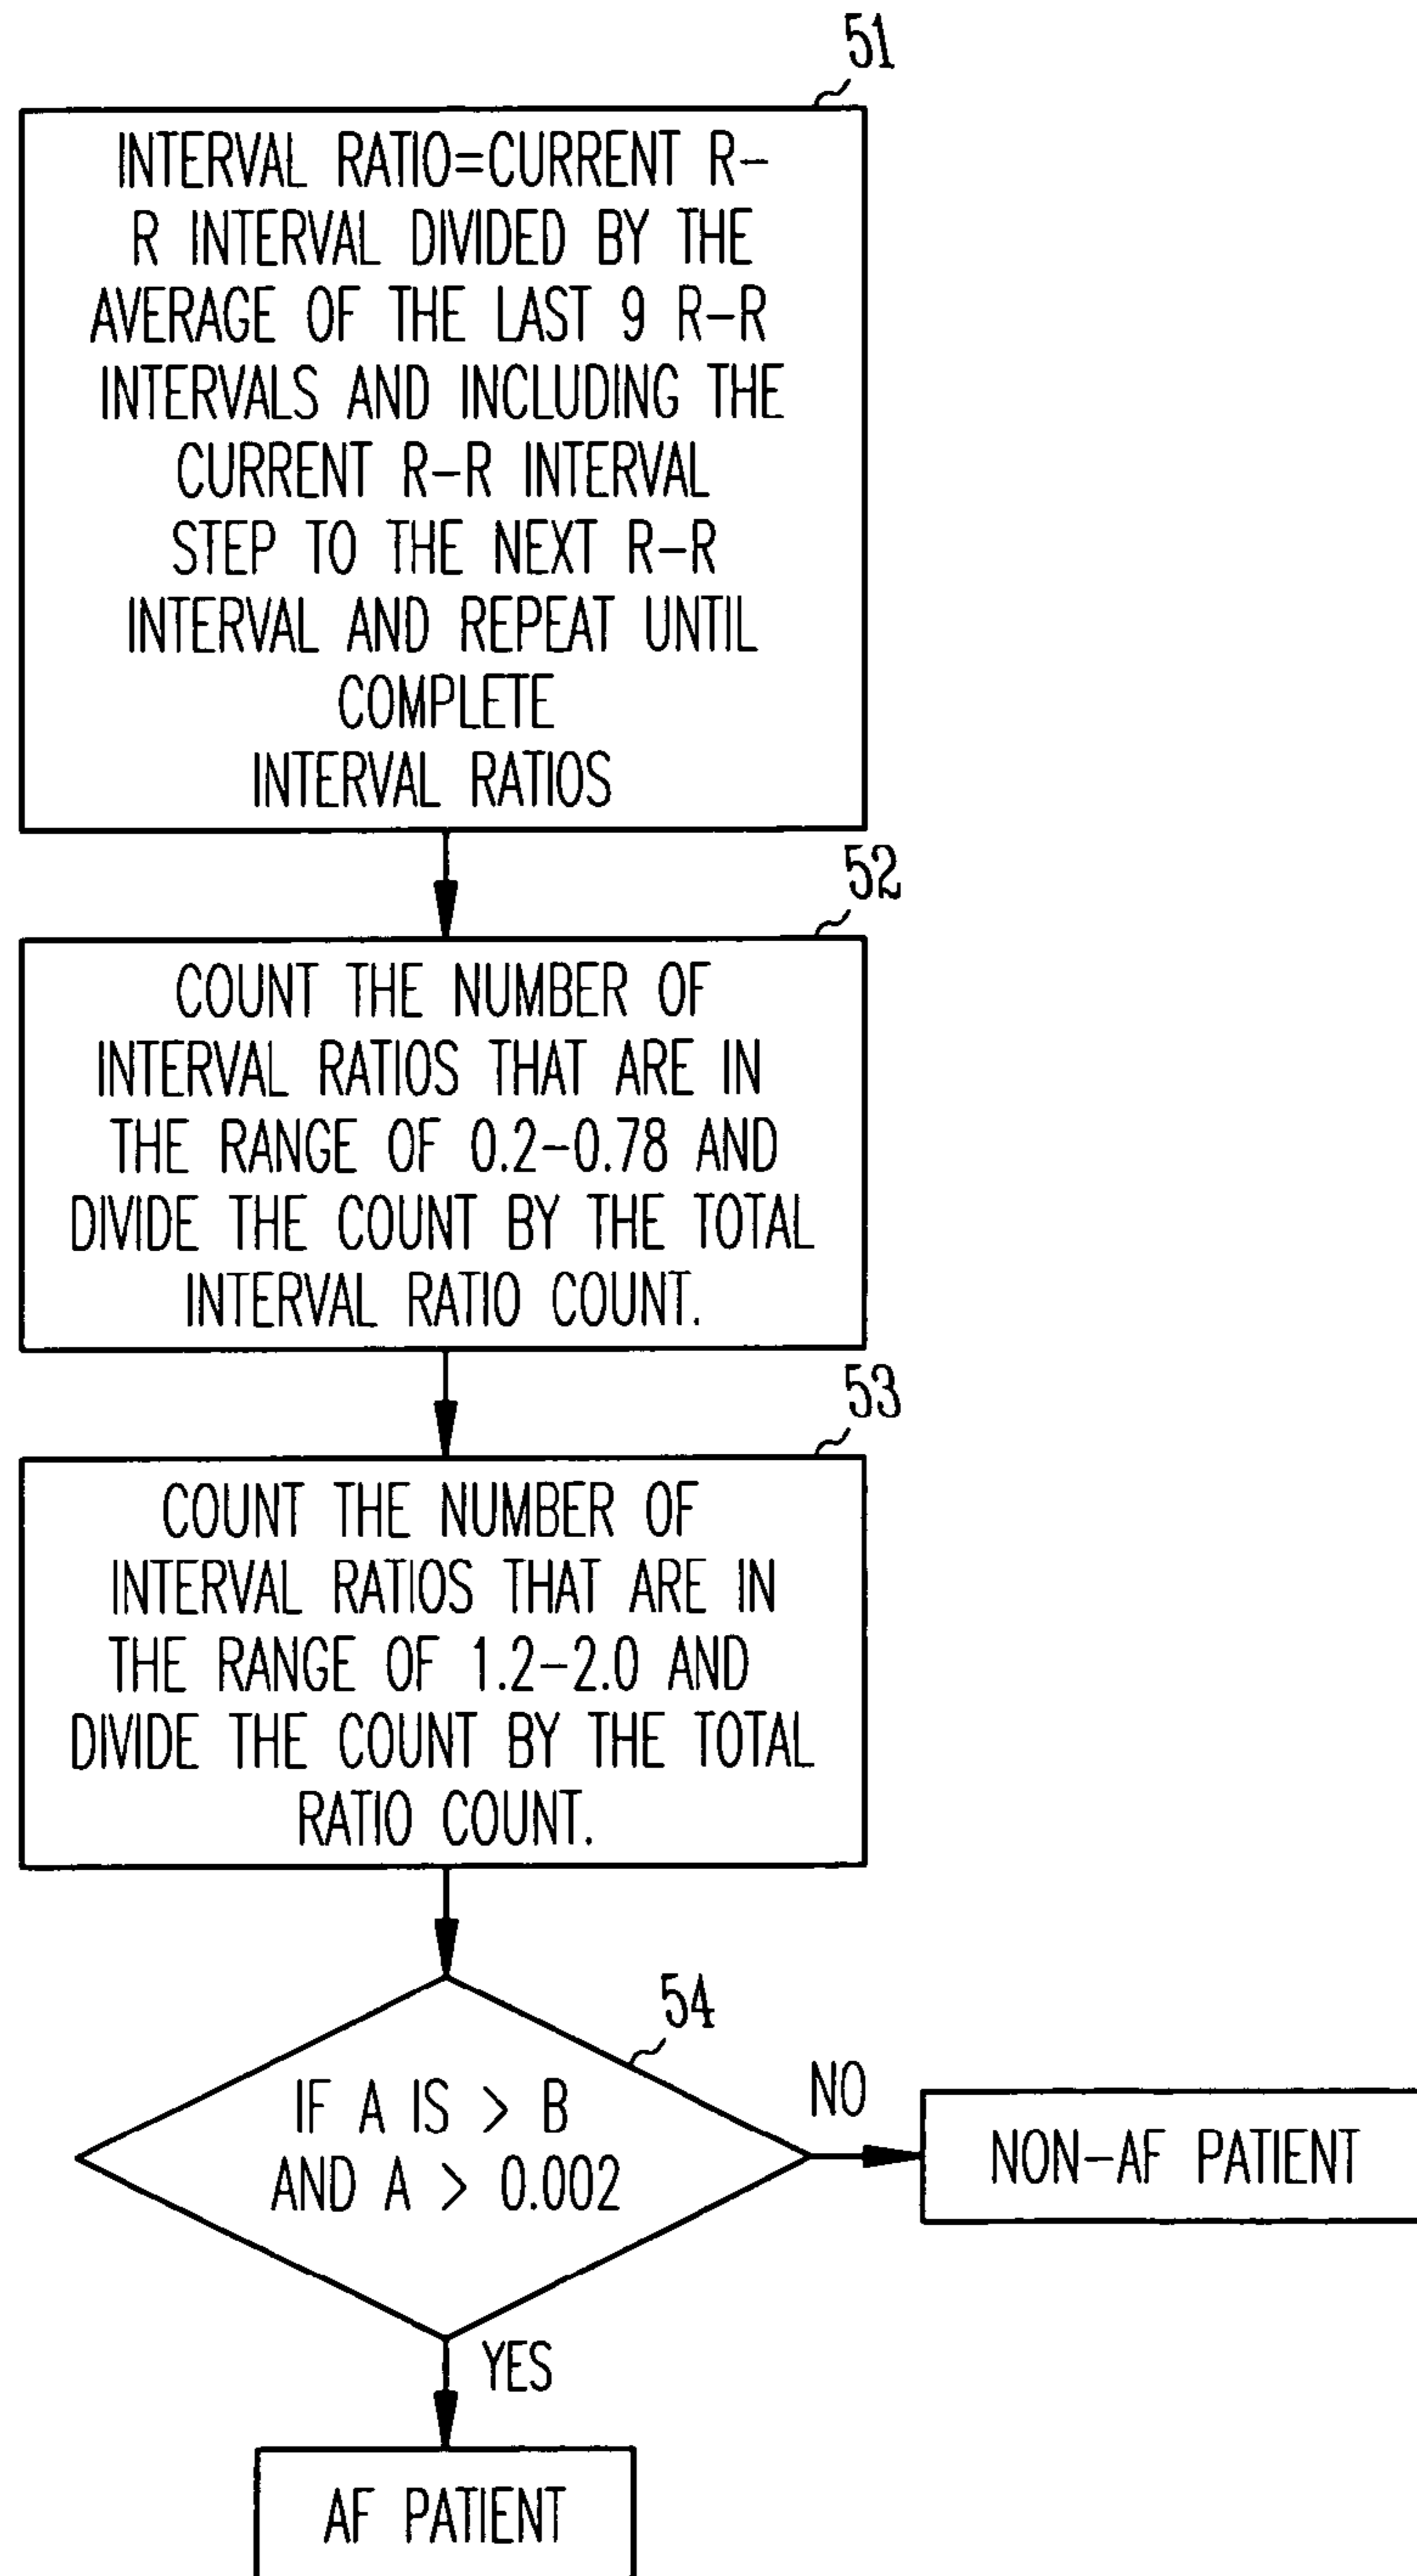 51
INTERVAL RATIO=CURRENT R-
R INTERVAL DIVIDED BY THE
AVERAGE OF THE LAST 9 R-R
INTERVALS AND INCLUDING THE
CURRENT R-R INTERVAL
STEP TO THE NEXT R-R
INTERVAL AND REPEAT UNTIL
COMPLETE
INTERVAL RATIOS
52
COUNT THE NUMBER OF
INTERVAL RATIOS THAT ARE IN
THE RANGE OF 0.2-0.78 AND
DIVIDE THE COUNT BY THE TOTAL
INTERVAL RATIO COUNT.
53
COUNT THE NUMBER OF
INTERVAL RATIOS THAT ARE IN
THE RANGE OF 1.2-2.0 AND
DIVIDE THE COUNT BY THE TOTAL
RATIO COUNT.
54
IF A IS > B
AND A > 0.002
NO
NON-AF PATIENT
YES
AF PATIENT